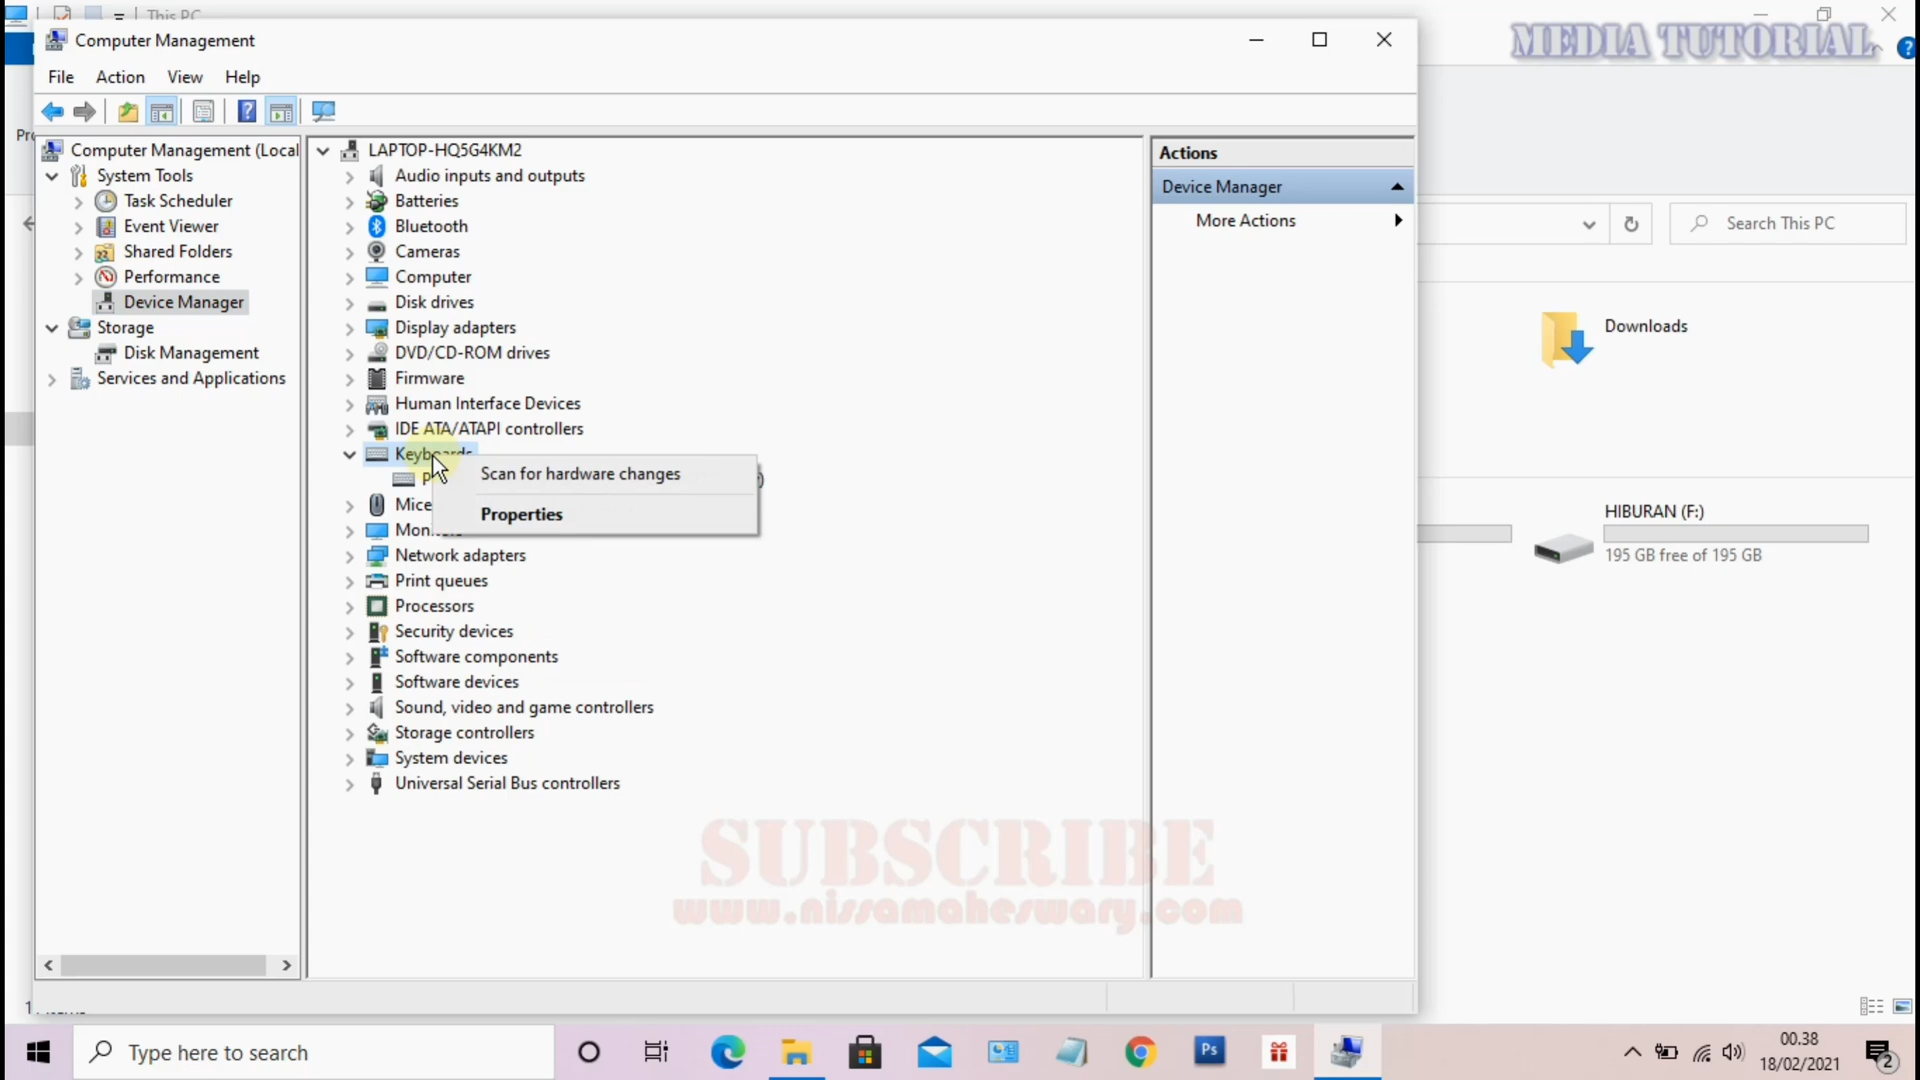 This PC
MEDIA TUTORIAL
Computer Management
File Action View Help
Computer Management (Local
System Tools
Task Scheduler
Event Viewer
Shared Folders
Performance
Device Manager
Storage
Disk Management
Services and Applications
LAPTOP-HQ5G4KM2
Audio inputs and outputs
Batteries
Bluetooth
Cameras
Computer
Disk drives
Display adapters
DVD/CD-ROM drives
Firmware
Human Interface Devices
IDE ATA/ATAPI controllers
Keyboards
Scan for hardware changes
Properties
Mice
Network adapters
Print queues
Processors
Security devices
Software components
Software devices
Sound, video and game controllers
Storage controllers
System devices
Universal Serial Bus controllers
Actions
Device Manager
More Actions
Search This PC
Downloads
HIBURAN (F:)
195 GB free of 195 GB
SUBSCRIBE
www.nissamaheswary.com
Type here to search
Ps
00.38
18/02/2021
2